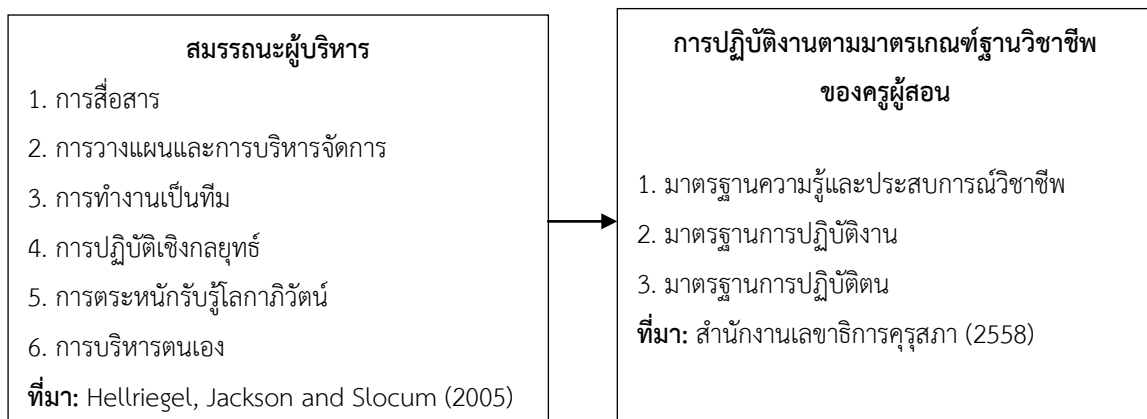 สมรรถนะผู้บริหาร
1. การสื่อสาร
2. การวางแผนและการบริหารจัดการ
3. การทำงานเป็นทีม
4. การปฏิบัติเชิงกลยุทธ์
5. การตระหนักรับรู้โลกาภิวัตน์
6. การบริหารตนเอง
ที่มา: Hellriegel, Jackson and Slocum (2005)
การปฏิบัติงานตามมาตรเกณฑ์ฐานวิชาชีพ
ของครูผู้สอน
1. มาตรฐานความรู้และประสบการณ์วิชาชีพ
2. มาตรฐานการปฏิบัติงาน
3. มาตรฐานการปฏิบัติตน
ที่มา: สำนักงานเลขาธิการคุรุสภา (2558)